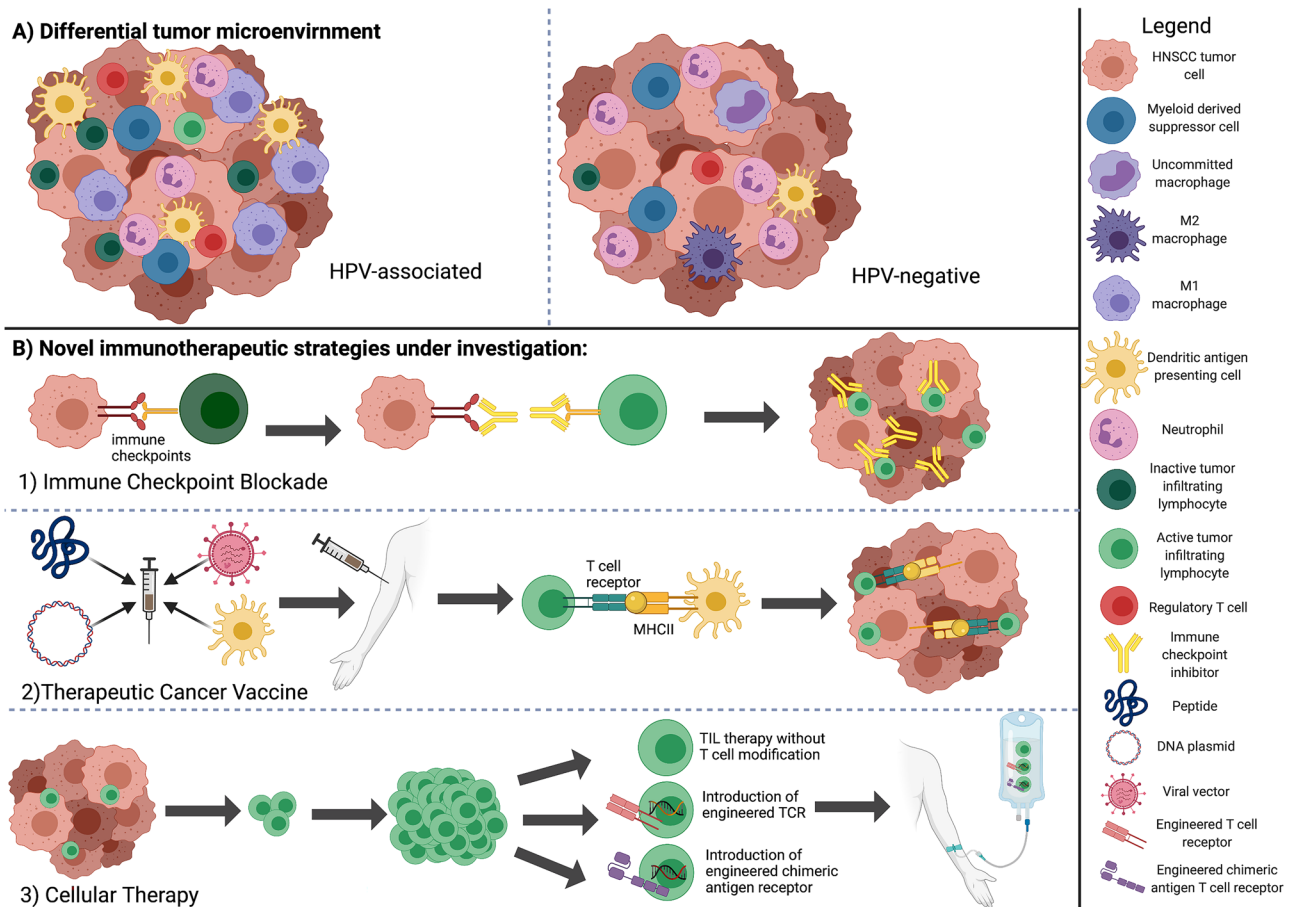 A) Differential tumor microenvirnment
HPV-associated
HPV-negative
B) Novel immunotherapeutic strategies under investigation:
immune
checkpoints
1) Immune Checkpoint Blockade
T cell
receptor
MHCII
2)Therapeutic Cancer Vaccine
TIL therapy without
T cell modification
Introduction of
engineered TCR
Introduction of
engineered chimeric
antigen receptor
3) Cellular Therapy
Legend
HNSCC tumor
cell
Myeloid derived
suppressor cell
Uncommitted
macrophage
M2
macrophage
M1
macrophage
Dendritic antigen
presenting cell
Neutrophil
Inactive tumor
infiltrating
lymphocyte
Active tumor
infiltrating
lymphocyte
Regulatory T cell
Immune
checkpoint
inhibitor
Peptide
DNA plasmid
Viral vector
Engineered T cell
receptor
Engineered chimeric
antigen T cell receptor